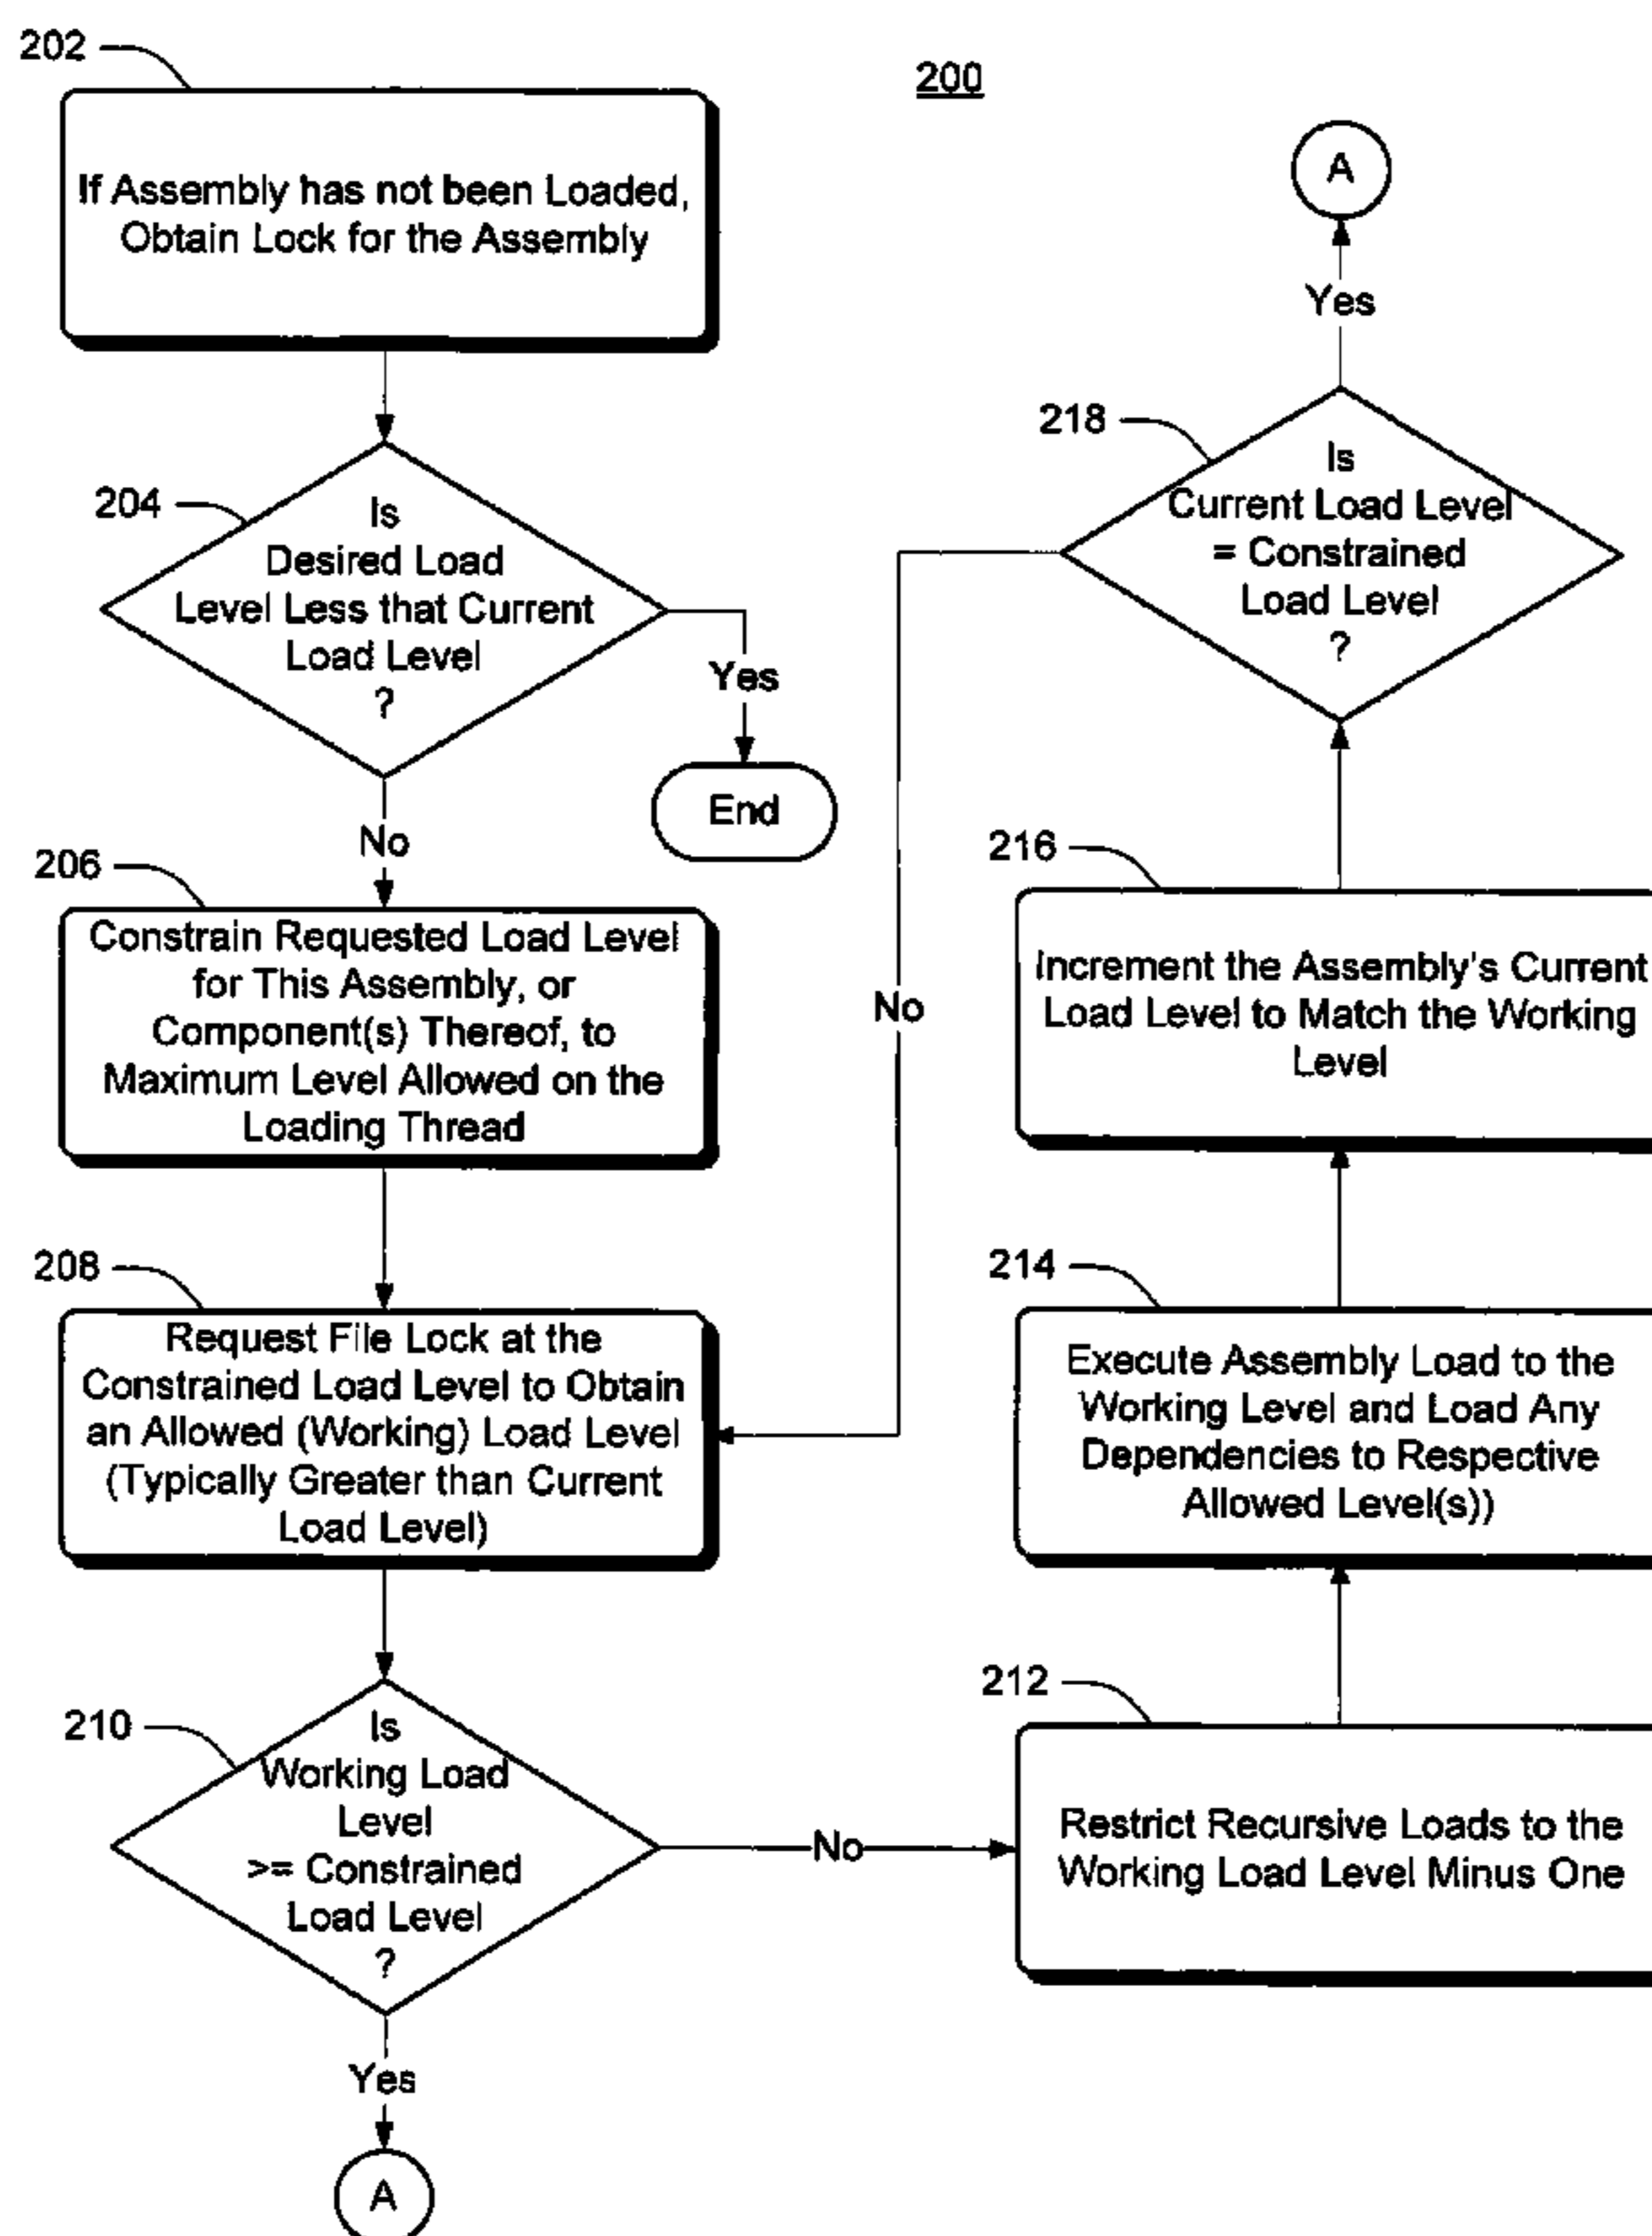 200
202
If Assembly has not been Loaded,
Obtain Lock for the Assembly
204
Is
Desired Load
Level Less that Current
Load Level
?
Yes
End
No
206
Constrain Requested Load Level
for This Assembly, or
Component(s) Thereof, to
Maximum Level Allowed on the
Loading Thread
208
Request File Lock at the
Constrained Load Level to Obtain
an Allowed (Working) Load Level
(Typically Greater than Current
Load Level)
210
Is
Working Load
Level
>= Constrained
Load Level
?
Yes
A
No
212
Restrict Recursive Loads to the
Working Load Level Minus One
214
Execute Assembly Load to the
Working Level and Load Any
Dependencies to Respective
Allowed Level(s))
216
Increment the Assembly's Current
Load Level to Match the Working
Level
218
Is
Current Load Level
= Constrained
Load Level
?
No
Yes
A